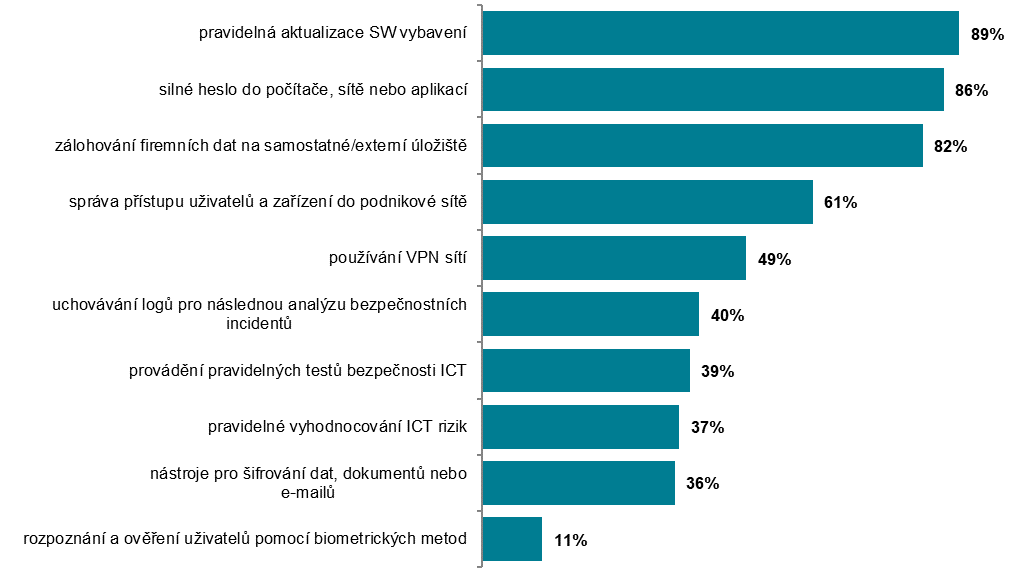 pravidelná aktualizace SW vybavení
89%
silné heslo do počítače, sítě nebo aplikací
86%
zálohování firemních dat na samostatné/externí úložiště
82%
správa přístupu uživatelů a zařízení do podnikové sítě
61%
používání VPN sítí
49%
uchovávání logů pro následnou analýzu bezpečnostních
incidentů
40%
provádění pravidelných testů bezpečnosti ICT
39%
pravidelné vyhodnocování ICT rizik
37%
nástroje pro šifrování dat, dokumentů nebo
e-mailů
36%
rozpoznání a ověření uživatelů pomocí biometrických metod
11%